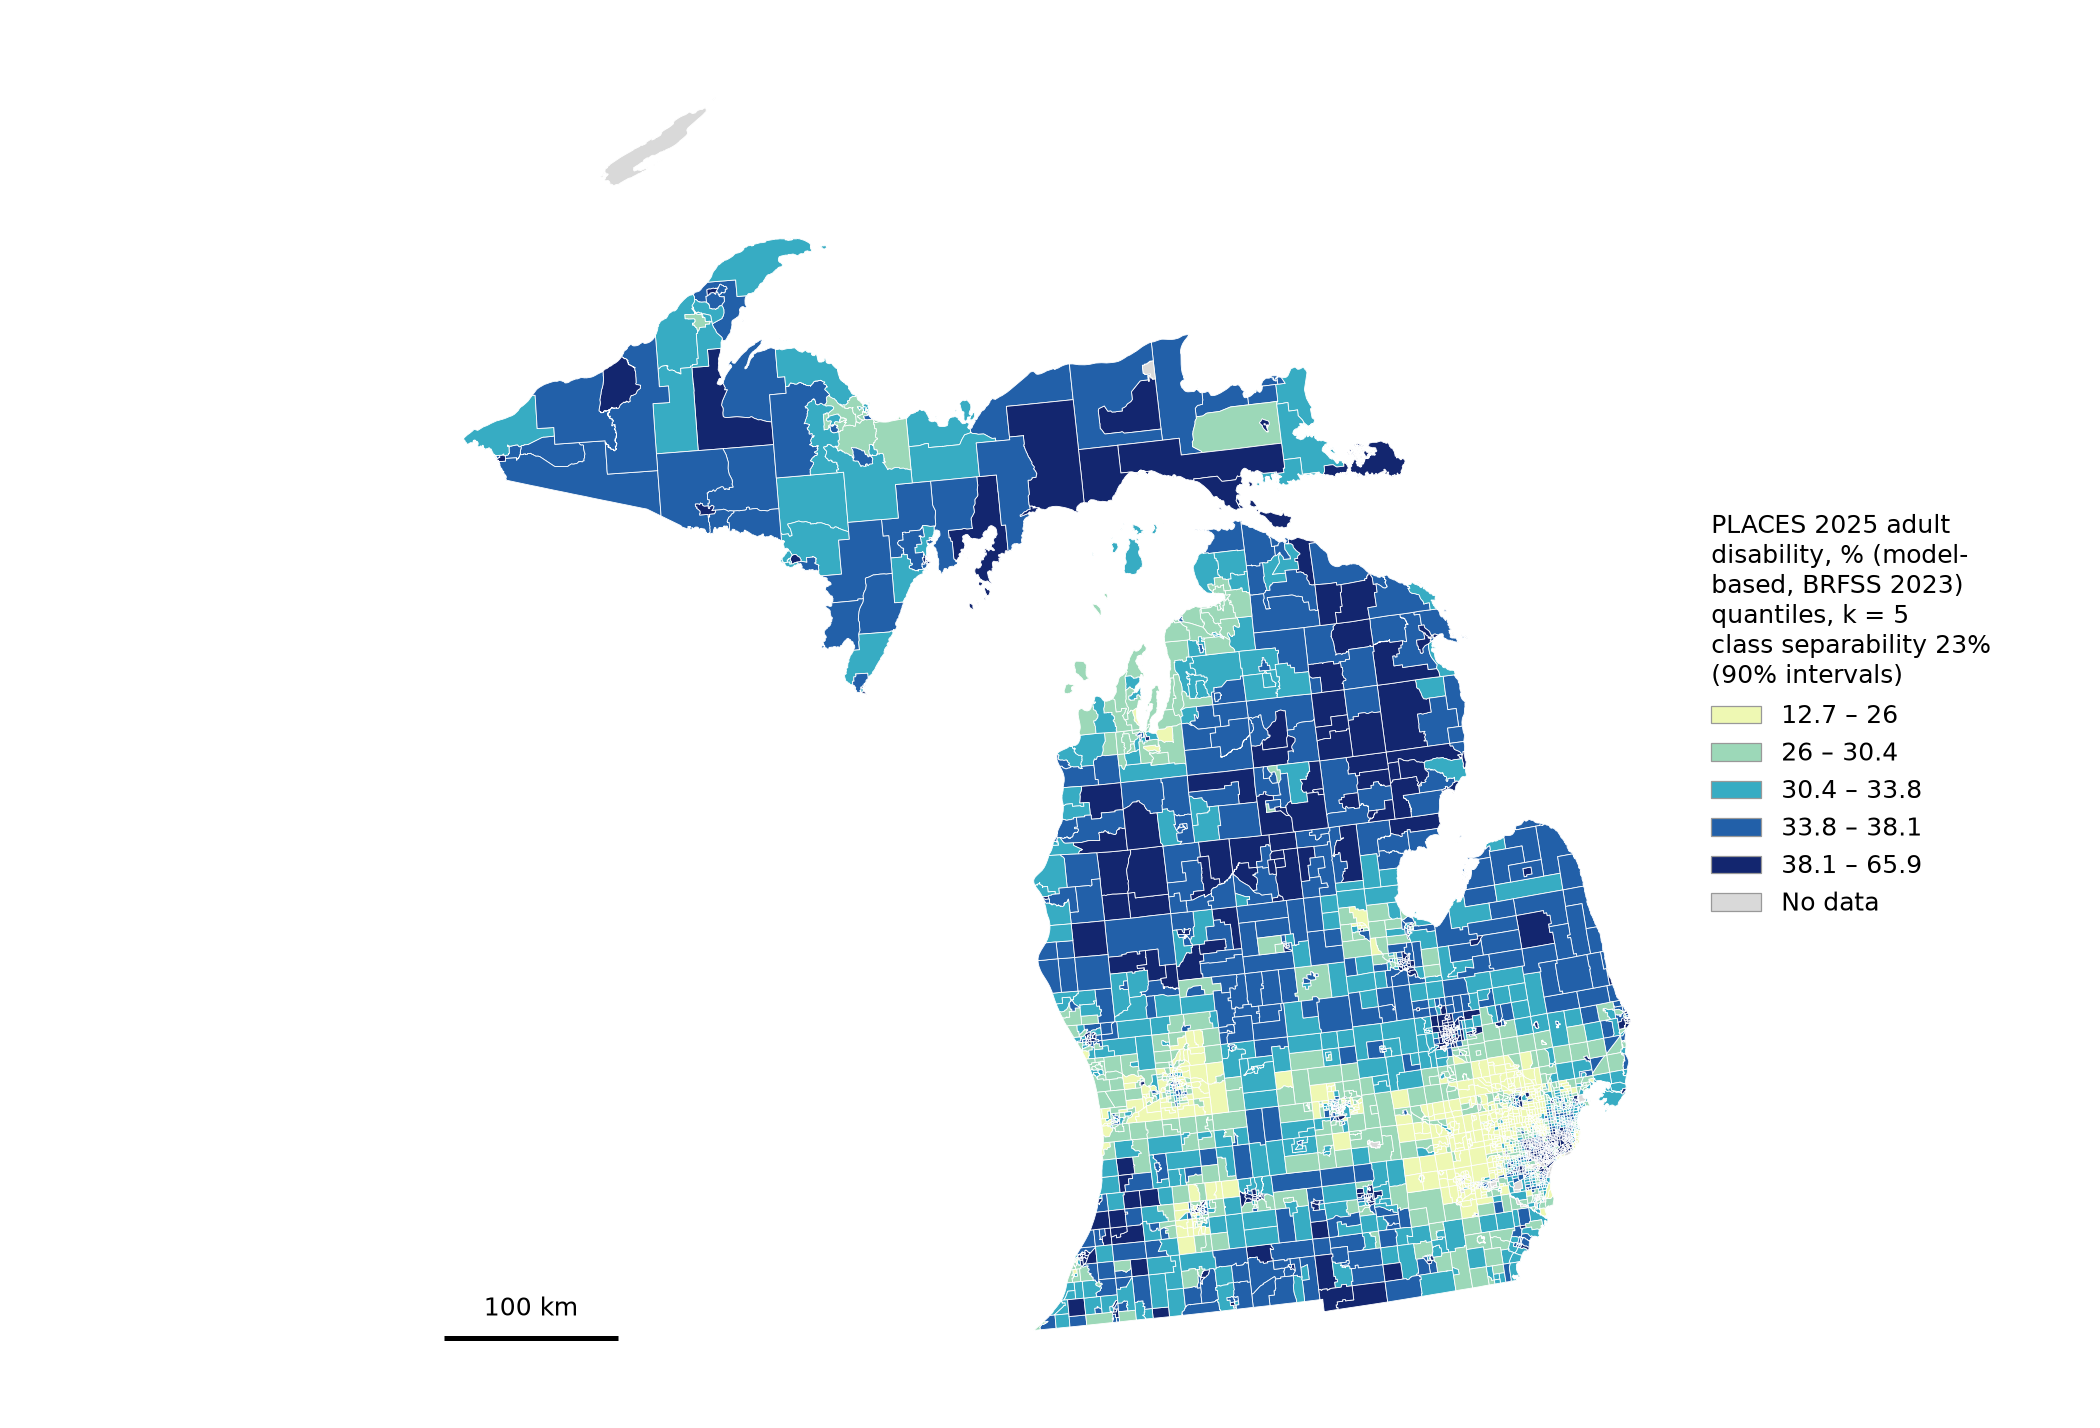 PLACES 2025 adult
disability, % (model-
based, BRFSS 2023)
quantiles, k = 5
class separability 23%
(90% intervals)
12.7 – 26
26 – 30.4
30.4 – 33.8
33.8 – 38.1
38.1 – 65.9
No data
100 km